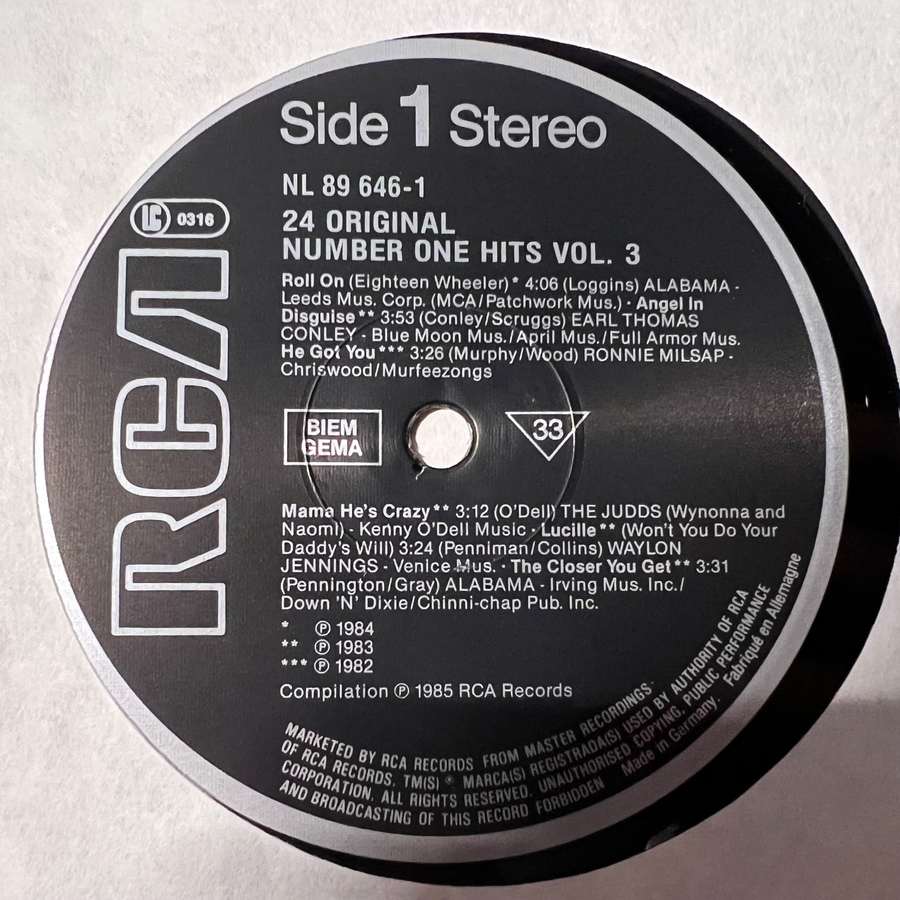 Side 1 Stereo
NL 89 646-1
LC 0316
24 ORIGINAL
NUMBER ONE HITS VOL. 3
RCA
Roll On (Eighteen Wheeler)* 4:06 (Loggins) ALABAMA -
Leeds Mus. Corp. (MCA/Patchwork Mus.) · Angel In
Disguise** 3:53 (Conley/Scruggs) EARL THOMAS
CONLEY - Blue Moon Mus./April Mus./Full Armor Mus.
He Got You*** 3:26 (Murphy/Wood) RONNIE MILSAP -
Chriswood/Murfeezongs
BIEM
GEMA
33
Mama He's Crazy** 3:12 (O'Dell) THE JUDDS (Wynonna and
Naomi) - Kenny O'Dell Music · Lucille** (Won't You Do Your
Daddy's Will) 3:24 (Penniman/Collins) WAYLON
JENNINGS - Venice Mus. · The Closer You Get** 3:31
(Pennington/Gray) ALABAMA - Irving Mus. Inc./
Down 'N' Dixie/Chinni-chap Pub. Inc.
* ℗ 1984
** ℗ 1983
*** ℗ 1982
Compilation ℗ 1985 RCA Records
MARKETED BY RCA RECORDS FROM MASTER RECORDINGS
OF RCA RECORDS. TM(S) ® MARCA(S) REGISTRADA(S) USED BY AUTHORITY OF RCA
CORPORATION. ALL RIGHTS RESERVED. UNAUTHORISED COPYING, PUBLIC PERFORMANCE
AND BROADCASTING OF THIS RECORD FORBIDDEN Made in Germany. Fabriqué en Allemagne